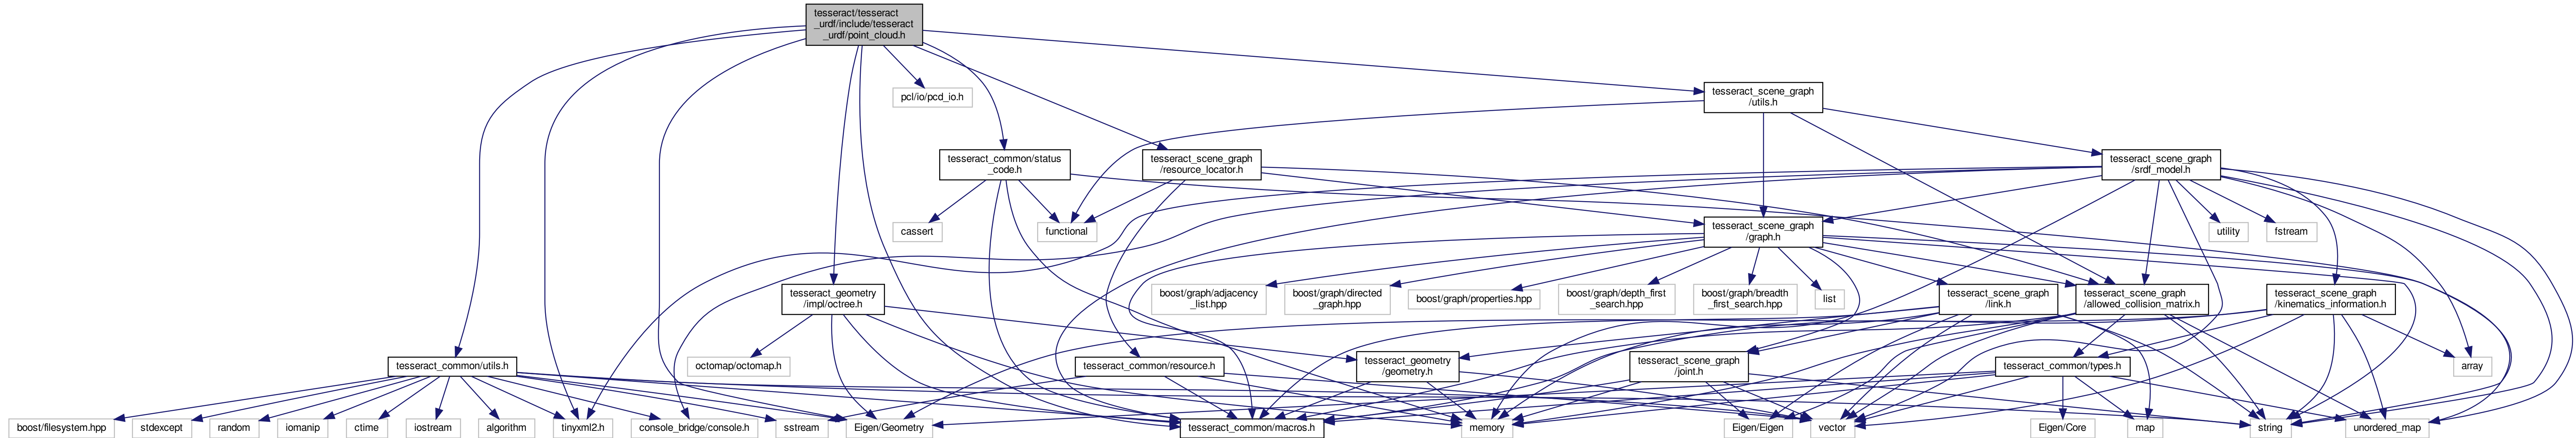 tesseract/tesseract
_urdf/include/tesseract
_urdf/point_cloud.h
pcl/io/pcd_io.h
tesseract_scene_graph
/utils.h
tesseract_common/status
_code.h
tesseract_scene_graph
/resource_locator.h
tesseract_scene_graph
/srdf_model.h
cassert
functional
tesseract_scene_graph
/graph.h
utility
fstream
tesseract_geometry
/impl/octree.h
boost/graph/adjacency
_list.hpp
boost/graph/directed
_graph.hpp
boost/graph/properties.hpp
boost/graph/depth_first
_search.hpp
boost/graph/breadth
_first_search.hpp
list
tesseract_scene_graph
/link.h
tesseract_scene_graph
/allowed_collision_matrix.h
tesseract_scene_graph
/kinematics_information.h
tesseract_common/utils.h
octomap/octomap.h
tesseract_common/resource.h
tesseract_geometry
/geometry.h
tesseract_scene_graph
/joint.h
tesseract_common/types.h
array
boost/filesystem.hpp
stdexcept
random
iomanip
ctime
iostream
algorithm
tinyxml2.h
console_bridge/console.h
sstream
Eigen/Geometry
tesseract_common/macros.h
memory
Eigen/Eigen
vector
Eigen/Core
map
string
unordered_map